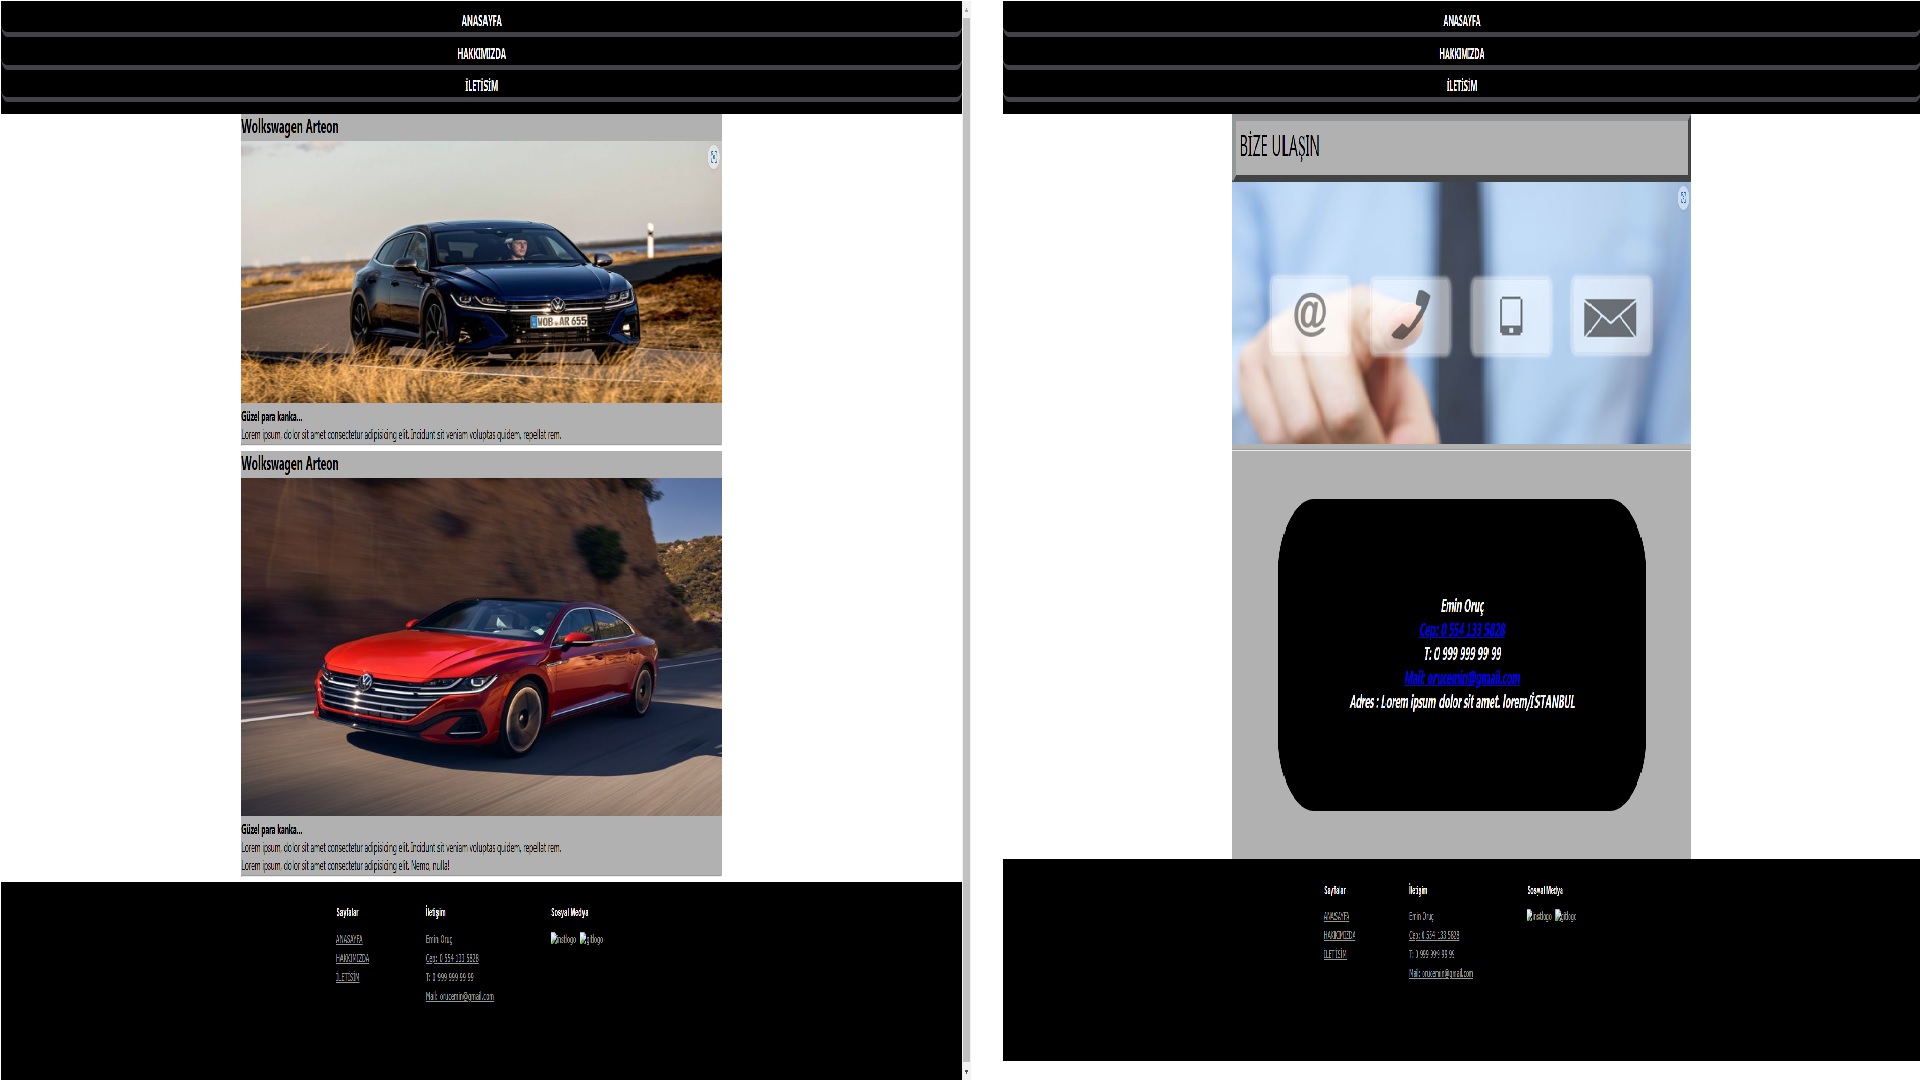 ANASAYFA
HAKKIMIZDA
İLETİSİM
Wolkswagen Arteon
WOB AR 655
Güzel para kanka...
Lorem ipsum, dolor sit amet consectetur adipisicing elit. Incidunt sit veniam voluptas quidem, repellat rem.
Wolkswagen Arteon
Güzel para kanka...
Lorem ipsum, dolor sit amet consectetur adipisicing elit. Incidunt sit veniam voluptas quidem, repellat rem.
Lorem ipsum, dolor sit amet consectetur adipisicing elit. Nemo, nulla!
Sayfalar
ANASAYFA
HAKKIMIZDA
İLETİSİM
İletişim
Emin Oruç
Cep: 0 554 133 5828
T: 0 999 999 99 99
Mail: orucemin@gmail.com
Sosyal Medya
instlogo gitlogo
ANASAYFA
HAKKIMIZDA
İLETİSİM
BİZE ULAŞIN
@
Emin Oruç
Cep: 0 554 133 5828
T: 0 999 999 99 99
Mail: orucemin@gmail.com
Adres : Lorem ipsum dolor sit amet. lorem/İSTANBUL
Sayfalar
ANASAYFA
HAKKIMIZDA
İLETİSİM
İletişim
Emin Oruç
Cep: 0 554 133 5828
T: 0 999 999 99 99
Mail: orucemin@gmail.com
Sosyal Medya
instlogo gitlogo